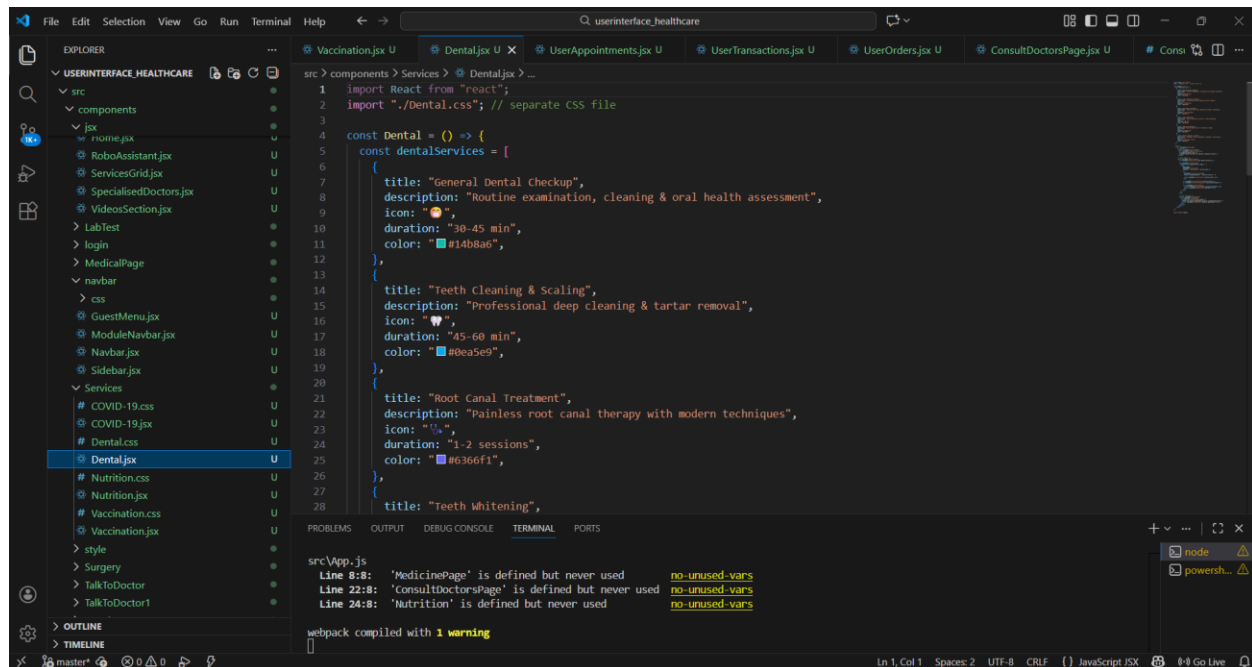 File Edit Selection View Go Run Terminal Help
userinterface_healthcare
EXPLORER
Vaccination.jsx U
Dental.jsx U
UserAppointments.jsx U
UserTransactions.jsx U
UserOrders.jsx U
ConsultDoctorsPage.jsx U
# Consu
USERINTERFACE_HEALTHCARE
src
components
jsx
Home.jsx U
RoboAssistant.jsx U
ServicesGrid.jsx U
SpecialisedDoctors.jsx U
VideosSection.jsx U
LabTest
login
MedicalPage
navbar
css
GuestMenu.jsx U
ModuleNavbar.jsx U
Navbar.jsx U
Sidebar.jsx U
Services
# COVID-19.css U
COVID-19.jsx U
# Dental.css U
Dental.jsx U
# Nutrition.css U
Nutrition.jsx U
# Vaccination.css U
Vaccination.jsx U
style
Surgery
TalkToDoctor
TalkToDoctor1
OUTLINE
TIMELINE
1K+
src > components > Services > Dental.jsx > ...
1 import React from "react";
2 import "./Dental.css"; // separate CSS file
3
4 const Dental = () => {
5 const dentalServices = [
6 {
7 title: "General Dental Checkup",
8 description: "Routine examination, cleaning & oral health assessment",
9 icon: "😁",
10 duration: "30-45 min",
11 color: "#14b8a6",
12 },
13 {
14 title: "Teeth Cleaning & Scaling",
15 description: "Professional deep cleaning & tartar removal",
16 icon: "🦷",
17 duration: "45-60 min",
18 color: "#0ea5e9",
19 },
20 {
21 title: "Root Canal Treatment",
22 description: "Painless root canal therapy with modern techniques",
23 icon: "🩺",
24 duration: "1-2 sessions",
25 color: "#6366f1",
26 },
27 {
28 title: "Teeth Whitening",
PROBLEMS OUTPUT DEBUG CONSOLE TERMINAL PORTS
src\App.js
Line 8:8: 'MedicinePage' is defined but never used no-unused-vars
Line 22:8: 'ConsultDoctorsPage' is defined but never used no-unused-vars
Line 24:8: 'Nutrition' is defined but never used no-unused-vars
webpack compiled with 1 warning
node
powersh...
master* 0 0 Ln 1, Col 1 Spaces: 2 UTF-8 CRLF {} JavaScript JSX Go Live